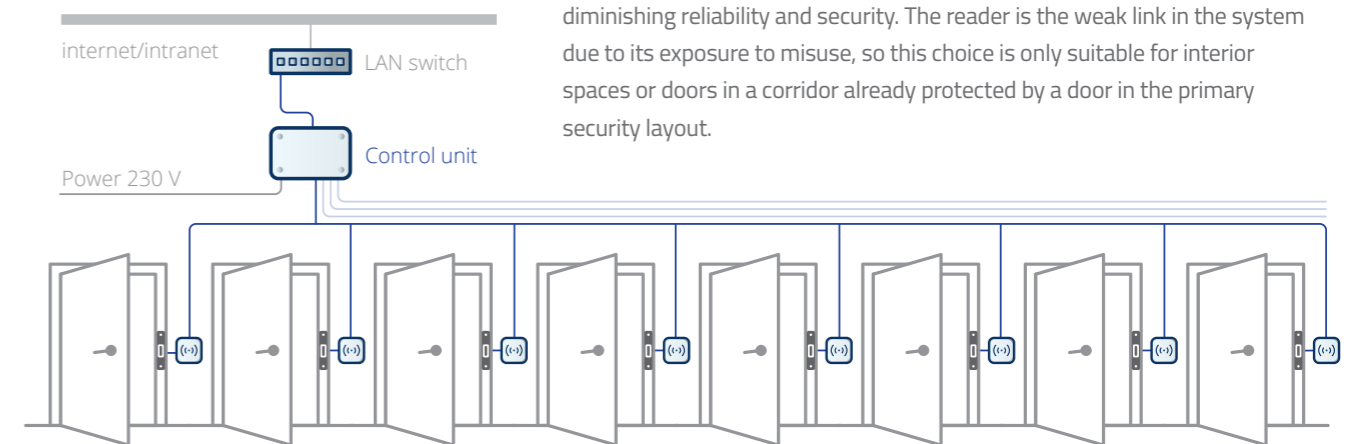 diminishing reliability and security. The reader is the weak link in the system
due to its exposure to misuse, so this choice is only suitable for interior
spaces or doors in a corridor already protected by a door in the primary
security layout.
internet/intranet
LAN switch
Control unit
Power 230 V